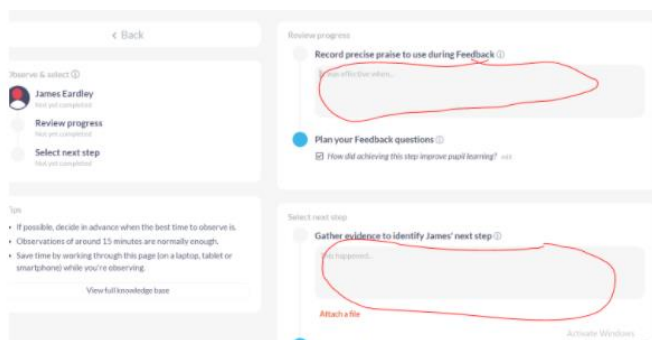 Back
Observe & select
James Eardley
Not yet completed
Review progress
Not yet completed
Select next step
Not yet completed
Tips
If possible, decide in advance when the best time to observe is.
Observations of around 15 minutes are normally enough.
Save time by working through this page (on a laptop, tablet or
smartphone) while you're observing.
View full knowledge base
Review progress
Record precise praise to use during Feedback
It was effective when...
Plan your Feedback questions
How did achieving this step improve pupil learning? edit
Select next step
Gather evidence to identify James' next step
This happened...
Attach a file
Activate Windows